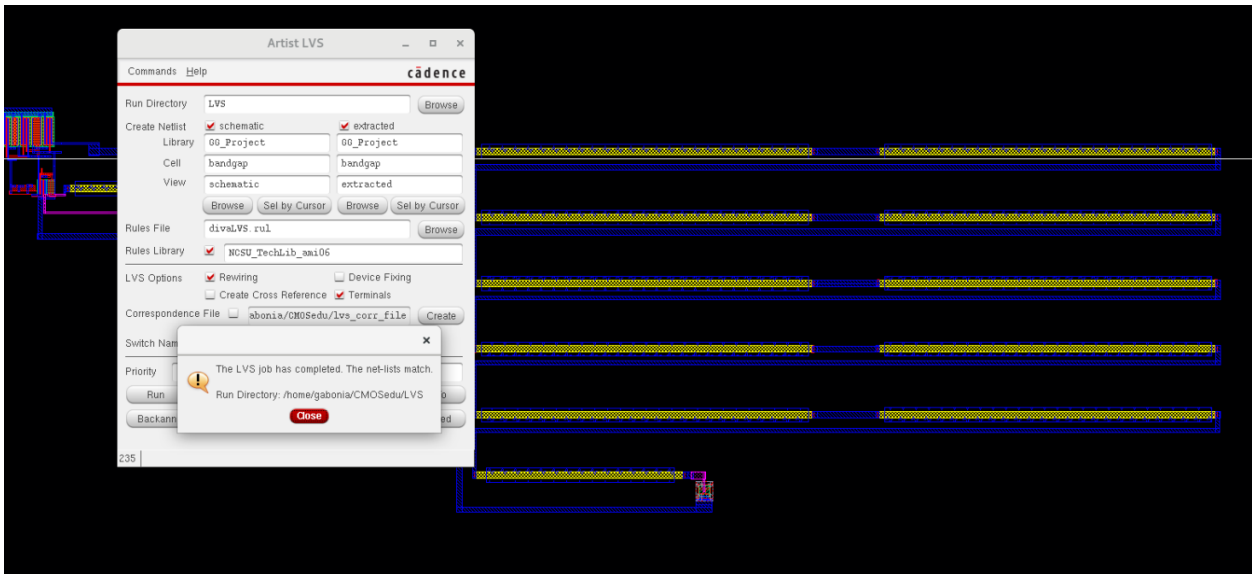 Artist LVS
Commands Help
cādence
Run Directory LVS Browse
Create Netlist schematic extracted
Library GG_Project GG_Project
Cell bandgap bandgap
View schematic extracted
Browse Sel by Cursor Browse Sel by Cursor
Rules File divaLVS.rul Browse
Rules Library NCSU_TechLib_ami06
LVS Options Rewiring Device Fixing
Create Cross Reference Terminals
Correspondence File abonia/CMOSedu/lvs_corr_file Create
Switch Nam
Priority
The LVS job has completed. The net-lists match.
Run
Run Directory: /home/gabonia/CMOSedu/LVS
Backann
Close
ed
235